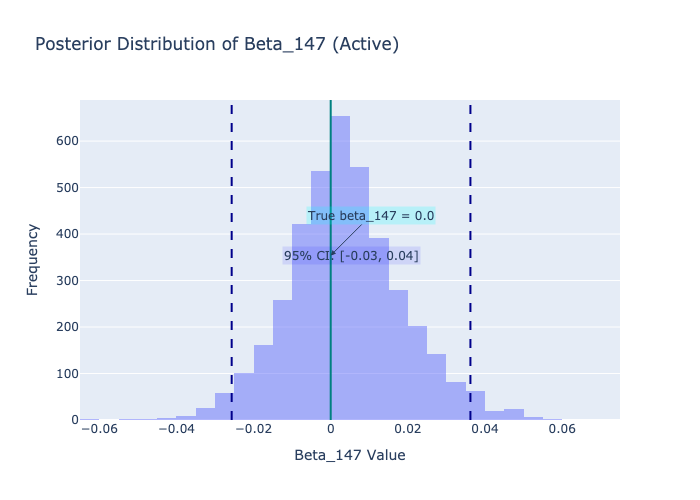 Posterior Distribution of Beta_147 (Active)
600
500
400
300
200
100
0
Frequency
True beta_147 = 0.0
95% CI: [-0.03, 0.04]
−0.06 −0.04 −0.02 0 0.02 0.04 0.06
Beta_147 Value